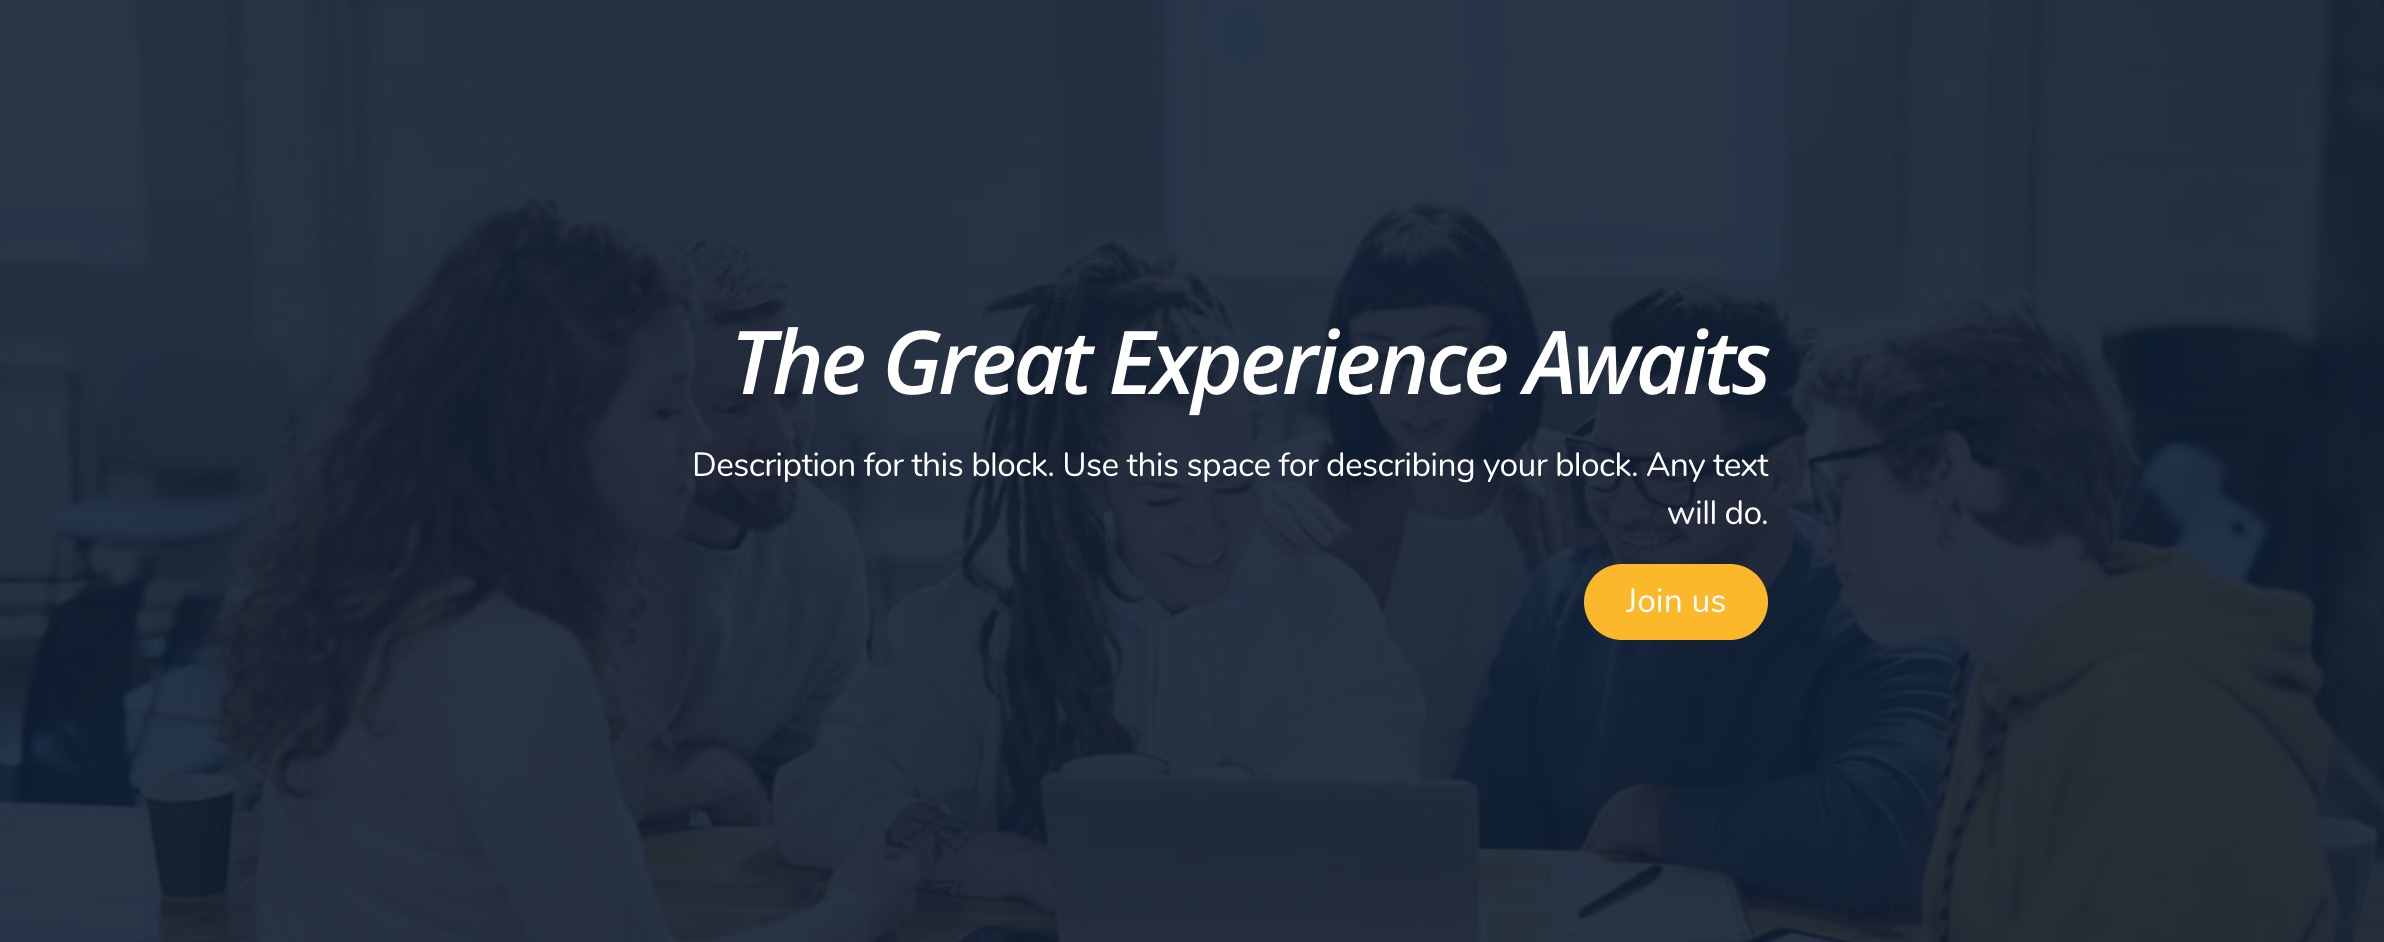 The Great Experience Awaits
Description for this block. Use this space for describing your block. Any text
will do.
Join us